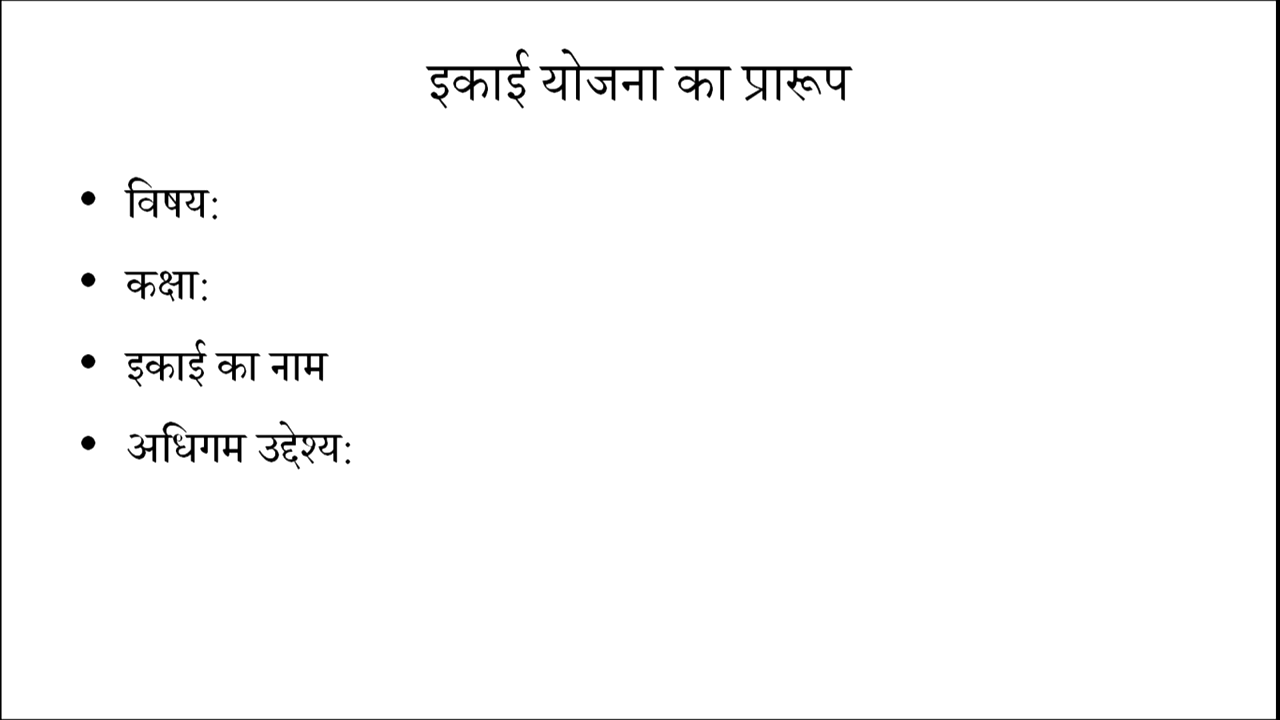 इकाई योजना का प्रारूप
• विषय:
• कक्षा:
• इकाई का नाम
• अधिगम उद्देश्य: